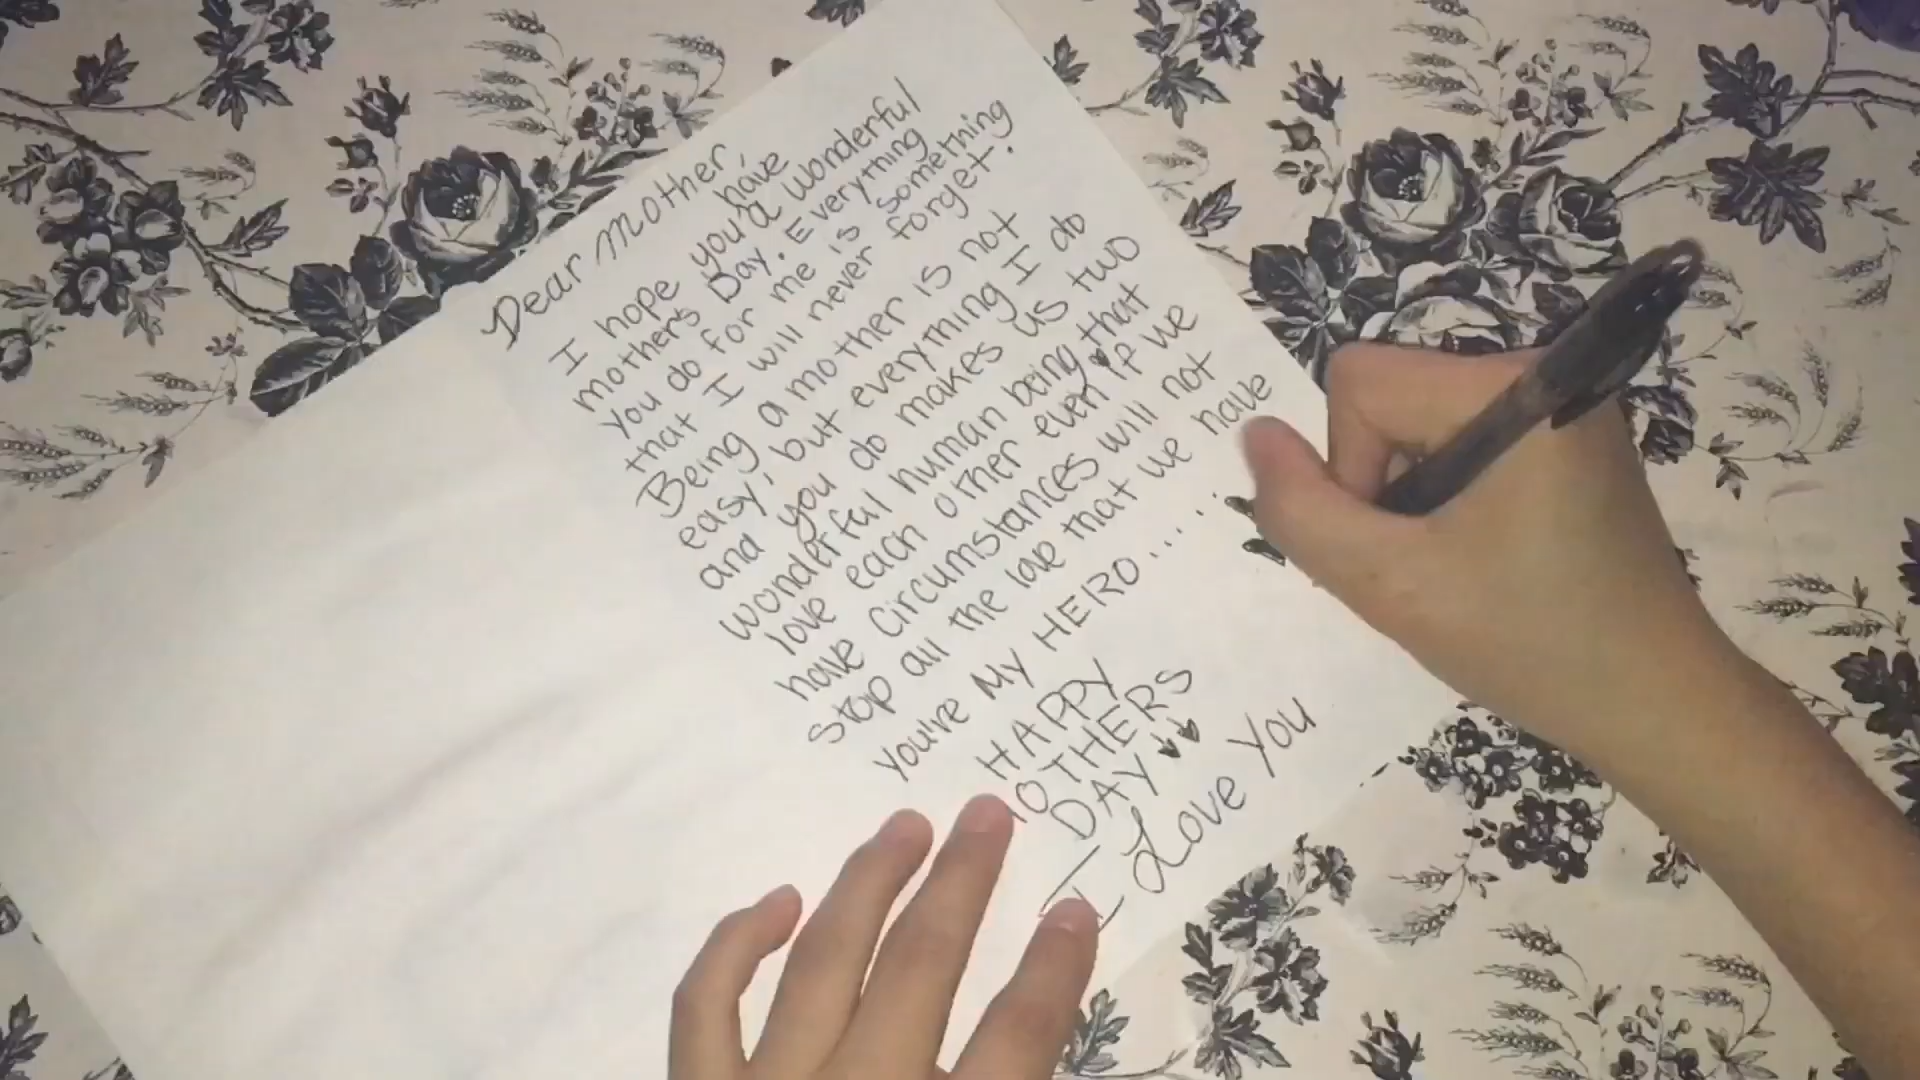 Dear Mother,
I hope you have
a Wonderful
mothers Day. Everything
You do for me is something
that I will never forget.
Being a mother is not
easy, but everything I do
and you do makes us two
wonderful human being that
love each other even if we
have circumstances will not
stop all the love that we have
You're My HERO.....
HAPPY
OTHERS
DAY
I Love You